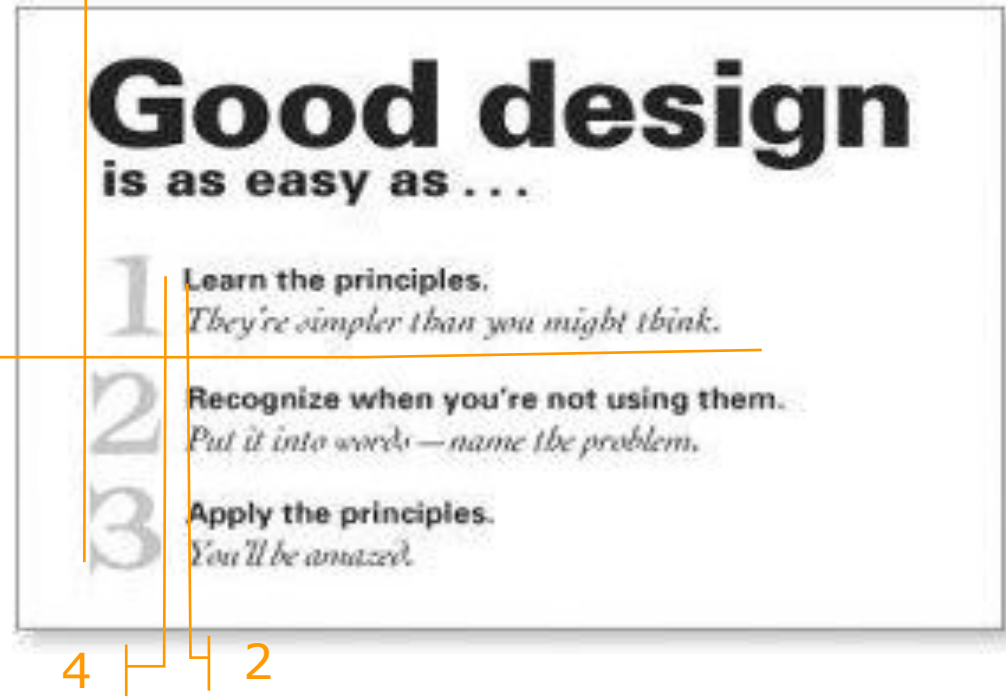 Good design
is as easy as . . .
1 Learn the principles.
They're simpler than you might think.
2 Recognize when you're not using them.
Put it into words — name the problem.
3 Apply the principles.
You'll be amazed.
4 2